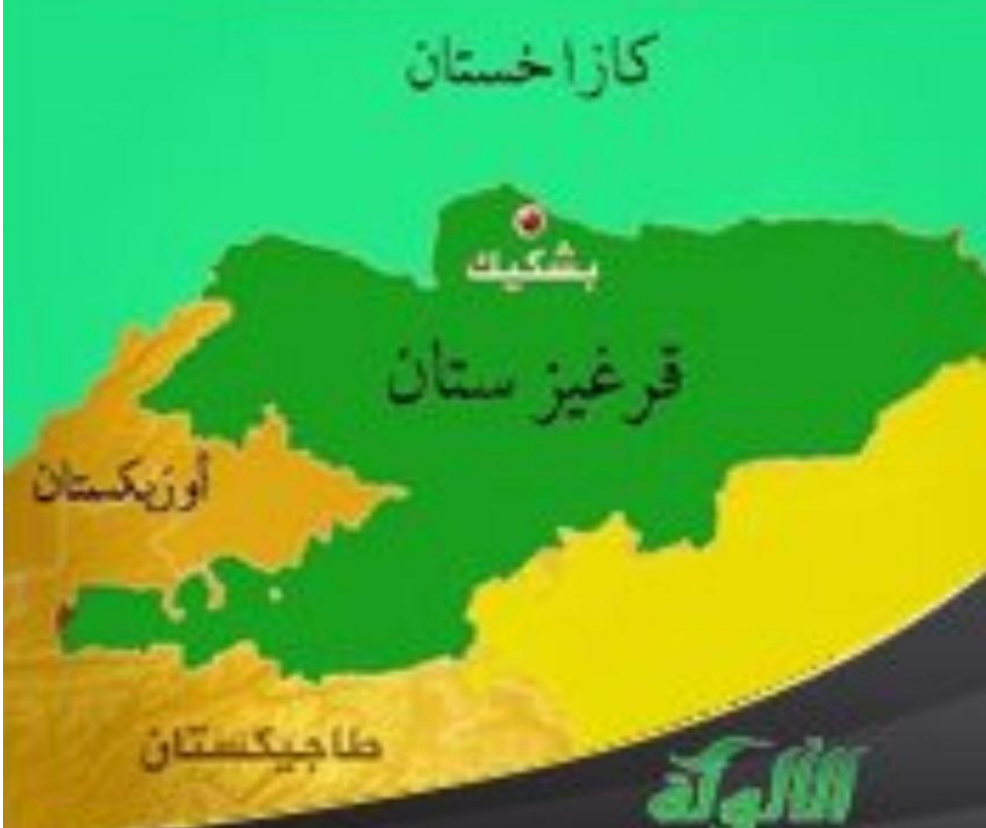 كازاخستان
بشكيك
قرغيزستان
أوزبكستان
طاجيكستان
الألوكة